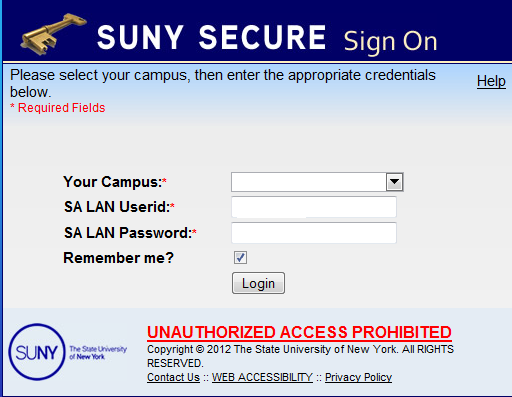 SUNY SECURE Sign On
Please select your campus, then enter the appropriate credentials
below.
Help
* Required Fields
Your Campus:*
SA LAN Userid:*
SA LAN Password:*
Remember me?
Login
SUNY The State University
of New York
UNAUTHORIZED ACCESS PROHIBITED
Copyright © 2012 The State University of New York. All RIGHTS
RESERVED.
Contact Us :: WEB ACCESSIBILITY :: Privacy Policy